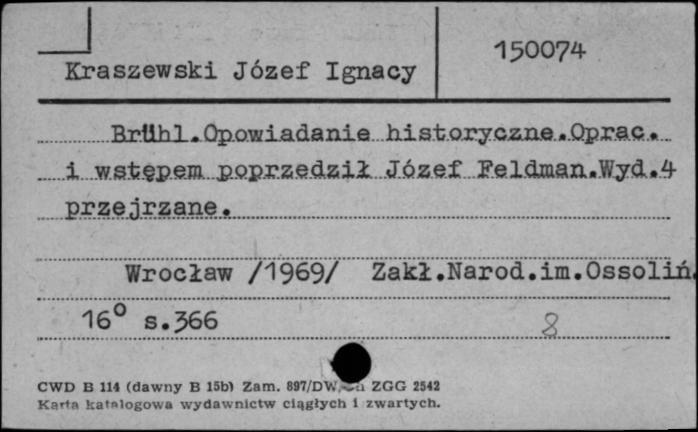 150074
Kraszewski Józef Ignacy
Brühl.Opowiadanie historyczne.Oprac.
i wstępem poprzedził Józef Feldman.Wyd.4
przejrzane.
Wrocław /1969/ Zakł.Narod.im.Ossoliń.
16° s.366
8
CWD B 114 (dawny B 15b) Zam. 897/DW ZGG 2542
Karta katalogowa wydawnictw ciągłych i zwartych.